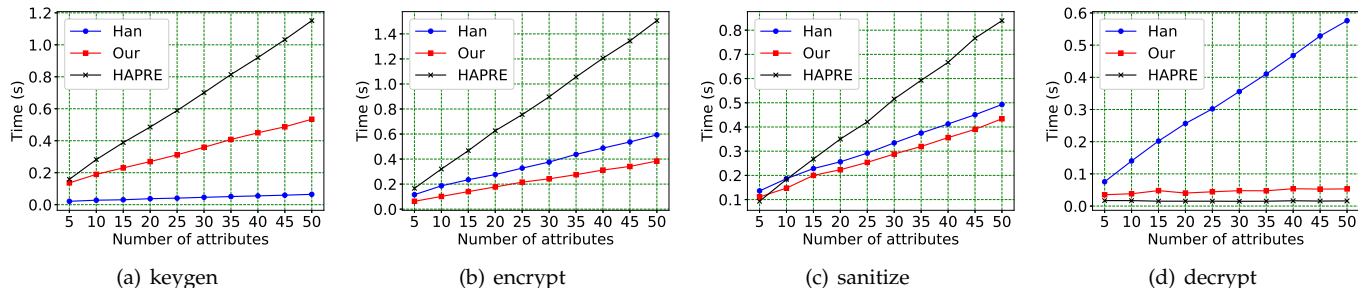 Time (s)
1.2
1.0
0.8
0.6
0.4
0.2
0.0
Han
Our
HAPRE
5 10 15 20 25 30 35 40 45 50
Number of attributes
(a) keygen
Time (s)
1.4
1.2
1.0
0.8
0.6
0.4
0.2
0.0
Han
Our
HAPRE
5 10 15 20 25 30 35 40 45 50
Number of attributes
(b) encrypt
Time (s)
0.8
0.7
0.6
0.5
0.4
0.3
0.2
0.1
Han
Our
HAPRE
5 10 15 20 25 30 35 40 45 50
Number of attributes
(c) sanitize
Time (s)
0.6
0.5
0.4
0.3
0.2
0.1
0.0
Han
Our
HAPRE
5 10 15 20 25 30 35 40 45 50
Number of attributes
(d) decrypt